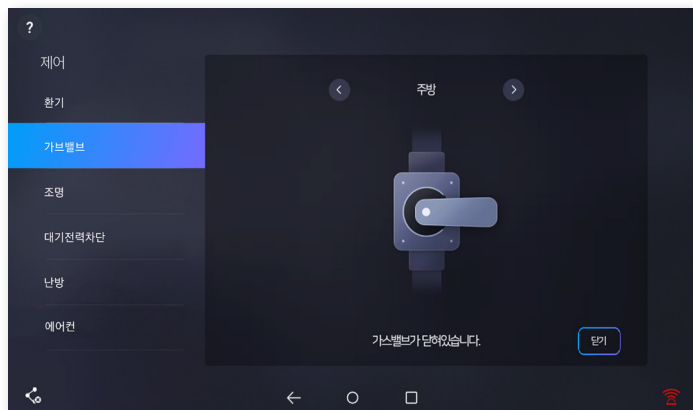 ?
제어
환기
가브밸브
조명
대기전력차단
난방
에어컨
주방
가스밸브가 닫혀있습니다.
닫기